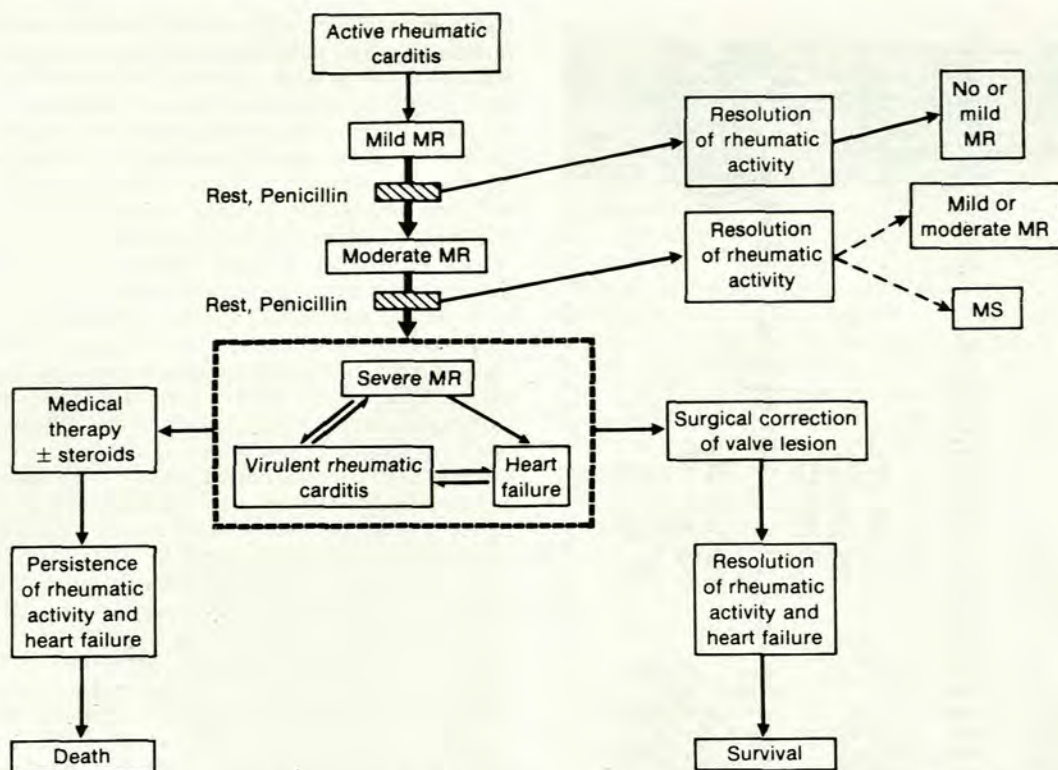 Active rheumatic
carditis
Mild MR
Rest, Penicillin
Resolution
of rheumatic
activity
No or
mild
MR
Moderate MR
Rest, Penicillin
Resolution
of rheumatic
activity
Mild or
moderate MR
MS
Severe MR
Virulent rheumatic
carditis
Heart
failure
Medical
therapy
± steroids
Surgical correction
of valve lesion
Persistence
of rheumatic
activity and
heart failure
Resolution
of rheumatic
activity and
heart failure
Death
Survival